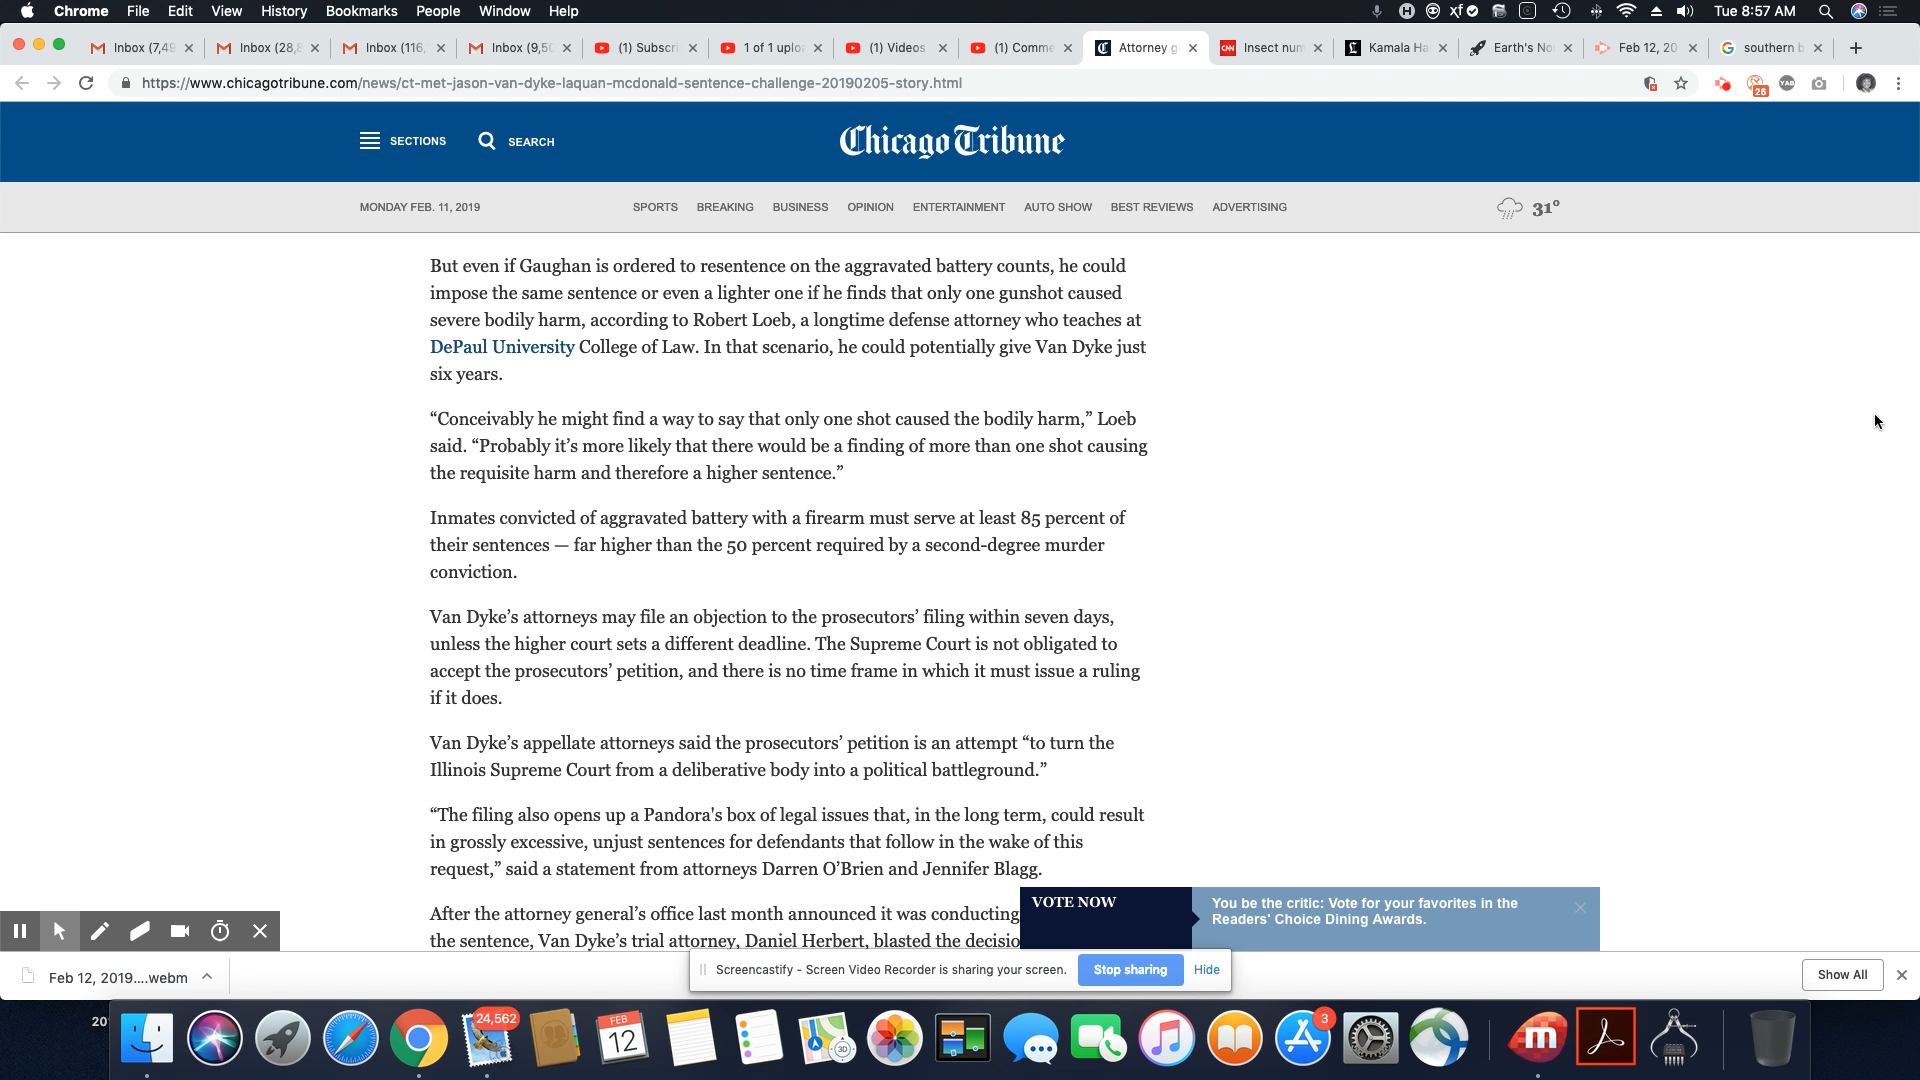 Chrome File Edit View History Bookmarks People Window Help
Tue 8:57 AM
Inbox (7,49
Inbox (28,8
Inbox (116,
Inbox (9,50
(1) Subscri
1 of 1 uploa
(1) Videos
(1) Comme
Attorney g
Insect num
Kamala Ha
Earth's No
Feb 12, 20
southern b
https://www.chicagotribune.com/news/ct-met-jason-van-dyke-laquan-mcdonald-sentence-challenge-20190205-story.html
26
SECTIONS
SEARCH
Chicago Tribune
MONDAY FEB. 11, 2019
SPORTS BREAKING BUSINESS OPINION ENTERTAINMENT AUTO SHOW BEST REVIEWS ADVERTISING
31°
But even if Gaughan is ordered to resentence on the aggravated battery counts, he could
impose the same sentence or even a lighter one if he finds that only one gunshot caused
severe bodily harm, according to Robert Loeb, a longtime defense attorney who teaches at
DePaul University College of Law. In that scenario, he could potentially give Van Dyke just
six years.
“Conceivably he might find a way to say that only one shot caused the bodily harm,” Loeb
said. “Probably it’s more likely that there would be a finding of more than one shot causing
the requisite harm and therefore a higher sentence.”
Inmates convicted of aggravated battery with a firearm must serve at least 85 percent of
their sentences — far higher than the 50 percent required by a second-degree murder
conviction.
Van Dyke’s attorneys may file an objection to the prosecutors’ filing within seven days,
unless the higher court sets a different deadline. The Supreme Court is not obligated to
accept the prosecutors’ petition, and there is no time frame in which it must issue a ruling
if it does.
Van Dyke’s appellate attorneys said the prosecutors’ petition is an attempt “to turn the
Illinois Supreme Court from a deliberative body into a political battleground.”
“The filing also opens up a Pandora's box of legal issues that, in the long term, could result
in grossly excessive, unjust sentences for defendants that follow in the wake of this
request,” said a statement from attorneys Darren O’Brien and Jennifer Blagg.
After the attorney general’s office last month announced it was conducting
the sentence, Van Dyke’s trial attorney, Daniel Herbert, blasted the decisio
VOTE NOW
You be the critic: Vote for your favorites in the
Readers' Choice Dining Awards.
Screencastify - Screen Video Recorder is sharing your screen.
Stop sharing
Hide
Feb 12, 2019....webm
Show All
20
24,562
FEB
12
3D
3